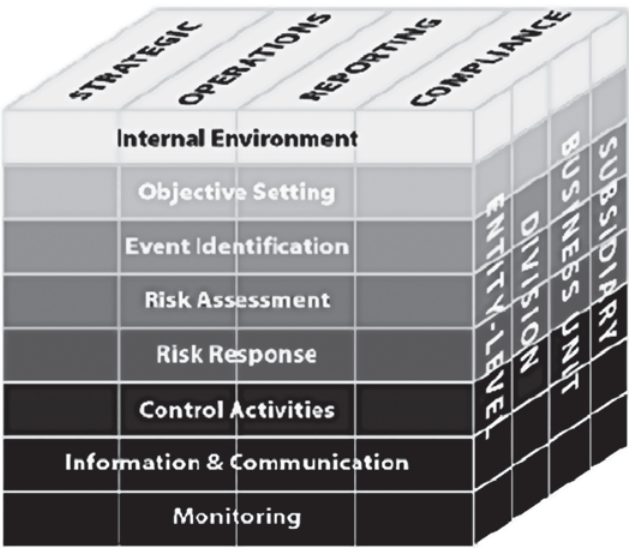 STRATEGIC
OPERATIONS
REPORTING
COMPLIANCE
Internal Environment
Objective Setting
Event Identification
Risk Assessment
Risk Response
Control Activities
Information & Communication
Monitoring
ENTITY-LEVEL
DIVISION
BUSINESS UNIT
SUBSIDIARY